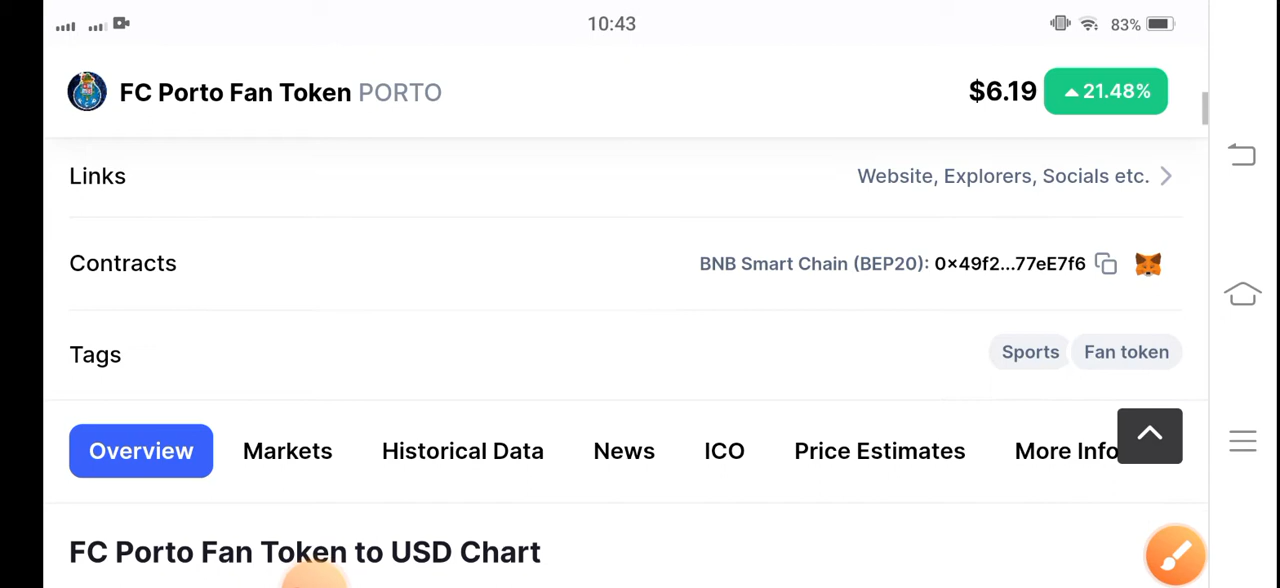 10:43
83%
FC Porto Fan Token PORTO
$6.19
21.48%
Links
Website, Explorers, Socials etc.
Contracts
BNB Smart Chain (BEP20): 0x49f2...77eE7f6
Tags
Sports
Fan token
Overview
Markets
Historical Data
News
ICO
Price Estimates
More Info
FC Porto Fan Token to USD Chart